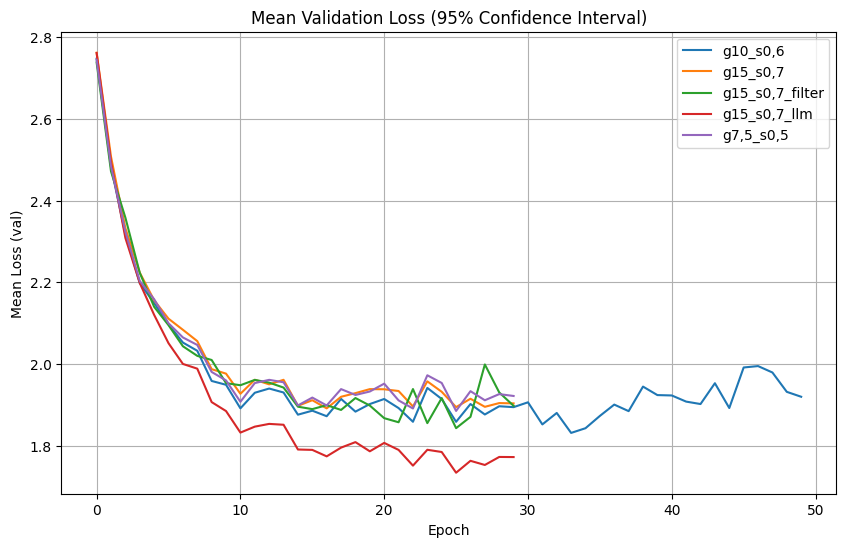 Mean Validation Loss (95% Confidence Interval)
2.8
2.6
2.4
2.2
2.0
1.8
Mean Loss (val)
g10_s0,6
g15_s0,7
g15_s0,7_filter
g15_s0,7_llm
g7,5_s0,5
0 10 20 30 40 50
Epoch